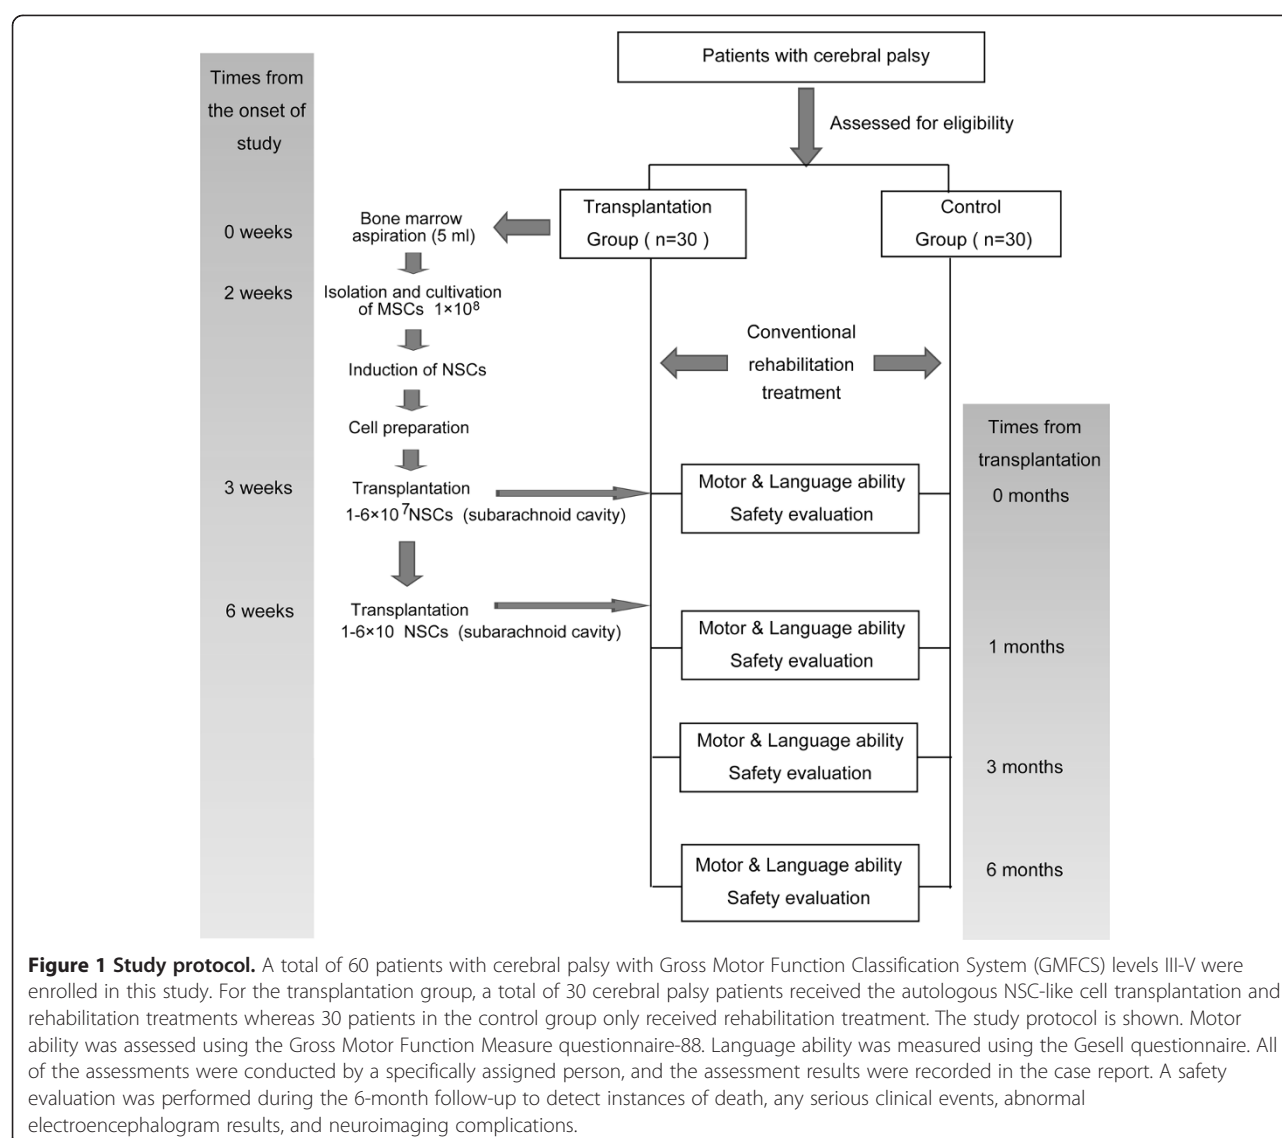 Patients with cerebral palsy
Assessed for eligibility
Times from
the onset of
study
0 weeks
2 weeks
3 weeks
6 weeks
Bone marrow
aspiration (5 ml)
Isolation and cultivation
of MSCs 1×10⁸
Induction of NSCs
Cell preparation
Transplantation
1-6×10⁷NSCs (subarachnoid cavity)
Transplantation
1-6×10 NSCs (subarachnoid cavity)
Transplantation
Group ( n=30 )
Control
Group ( n=30)
Conventional
rehabilitation
treatment
Motor & Language ability
Safety evaluation
Motor & Language ability
Safety evaluation
Motor & Language ability
Safety evaluation
Motor & Language ability
Safety evaluation
Times from
transplantation
0 months
1 months
3 months
6 months
Figure 1 Study protocol. A total of 60 patients with cerebral palsy with Gross Motor Function Classification System (GMFCS) levels III-V were
enrolled in this study. For the transplantation group, a total of 30 cerebral palsy patients received the autologous NSC-like cell transplantation and
rehabilitation treatments whereas 30 patients in the control group only received rehabilitation treatment. The study protocol is shown. Motor
ability was assessed using the Gross Motor Function Measure questionnaire-88. Language ability was measured using the Gesell questionnaire. All
of the assessments were conducted by a specifically assigned person, and the assessment results were recorded in the case report. A safety
evaluation was performed during the 6-month follow-up to detect instances of death, any serious clinical events, abnormal
electroencephalogram results, and neuroimaging complications.